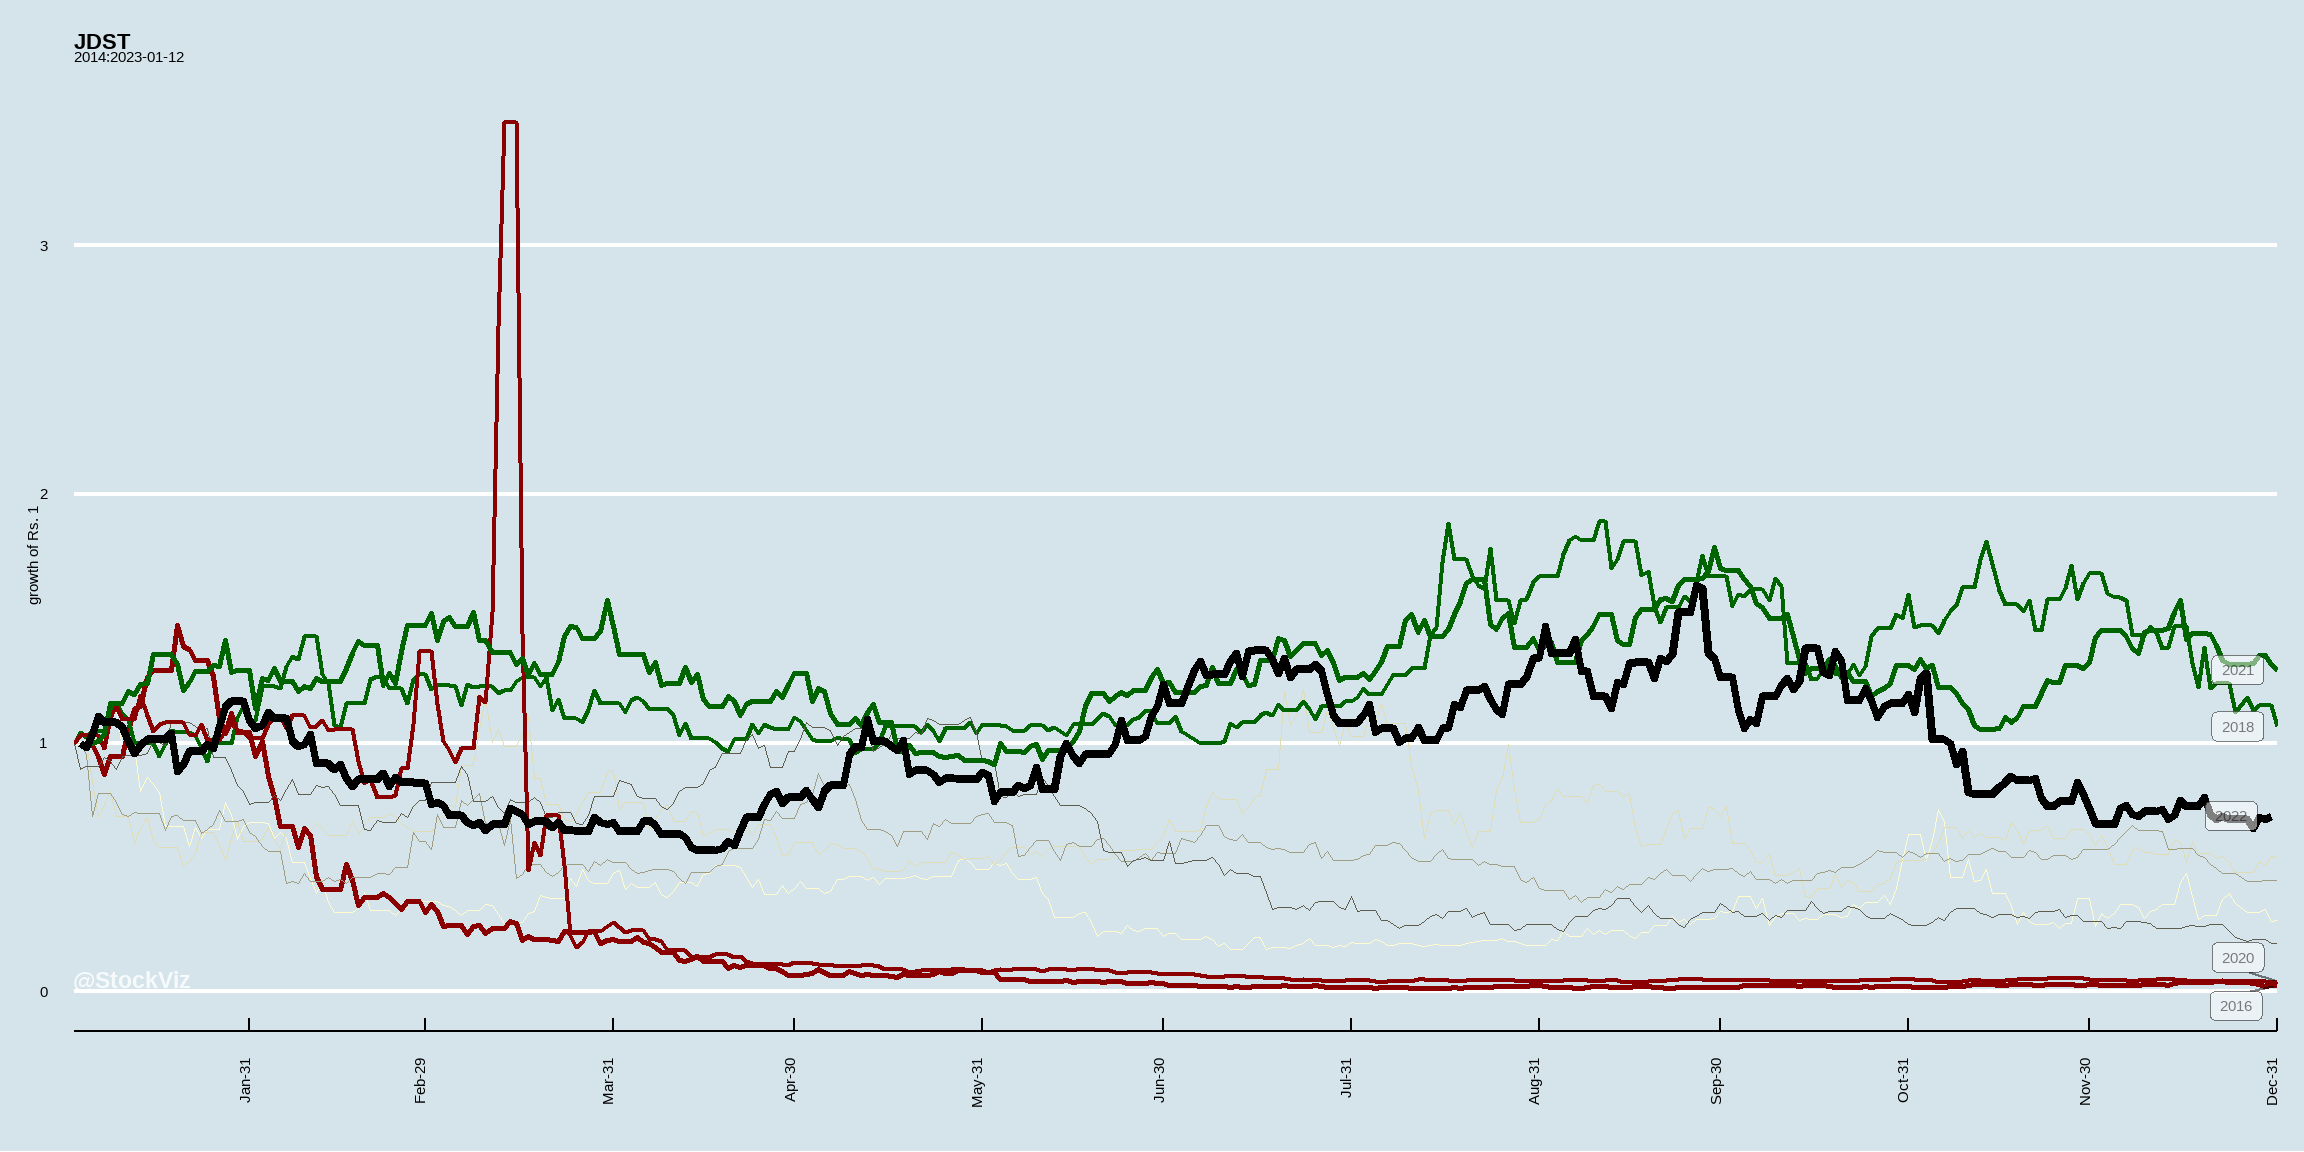 JDST
2014:2023-01-12
3
2
1
0
growth of Rs. 1
2021
2018
2022
2020
2016
@StockViz
Jan-31
Feb-29
Mar-31
Apr-30
May-31
Jun-30
Jul-31
Aug-31
Sep-30
Oct-31
Nov-30
Dec-31